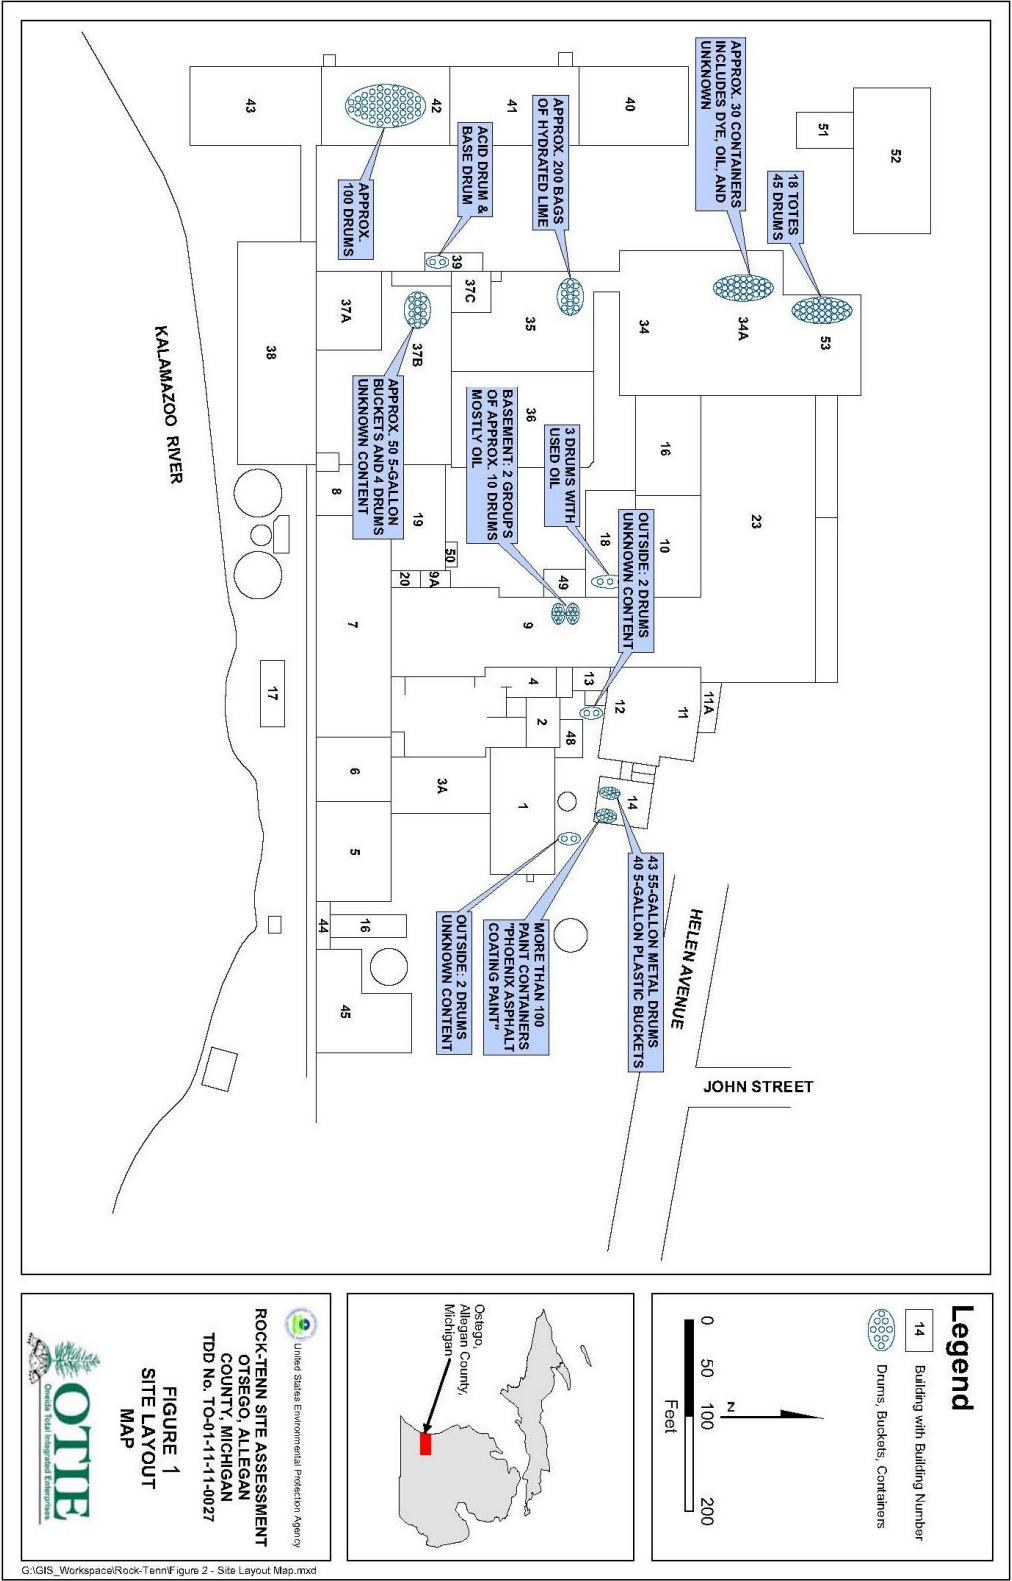 APPROX. 30 CONTAINERS
INCLUDES DYE, OIL, AND
UNKNOWN
18 TOTES
45 DRUMS
APPROX. 200 BAGS
OF HYDRATED LIME
ACID DRUM &
BASE DRUM
APPROX.
100 DRUMS
APPROX. 50 5-GALLON
BUCKETS AND 4 DRUMS
UNKNOWN CONTENT
BASEMENT: 2 GROUPS
OF APPROX. 10 DRUMS
MOSTLY OIL
3 DRUMS WITH
USED OIL
OUTSIDE: 2 DRUMS
UNKNOWN CONTENT
43 55-GALLON METAL DRUMS
40 5-GALLON PLASTIC BUCKETS
MORE THAN 100
PAINT CONTAINERS
"PHOENIX ASPHALT
COATING PAINT"
OUTSIDE: 2 DRUMS
UNKNOWN CONTENT
52
51
53
34A
34
40
41
42
43
39
37C
35
37A
37B
38
36
16
23
10
18
49
19
8
50
9A
20
9
7
17
4
13
12
11
11A
2
48
6
3A
1
14
5
44
16
45
KALAMAZOO RIVER
HELEN AVENUE
JOHN STREET
Legend
14
Building with Building Number
Drums, Buckets, Containers
N
0
50
100
200
Feet
Ostego,
Allegan County,
Michigan
United States Environmental Protection Agency
ROCK-TENN SITE ASSESSMENT
OTSEGO, ALLEGAN
COUNTY, MICHIGAN
TDD No. TO-01-11-11-0027
FIGURE 1
SITE LAYOUT
MAP
OTIE
Oneida Total Integrated Enterprises
G:\GIS_Workspace\Rock-Tenn\Figure 2 - Site Layout Map.mxd